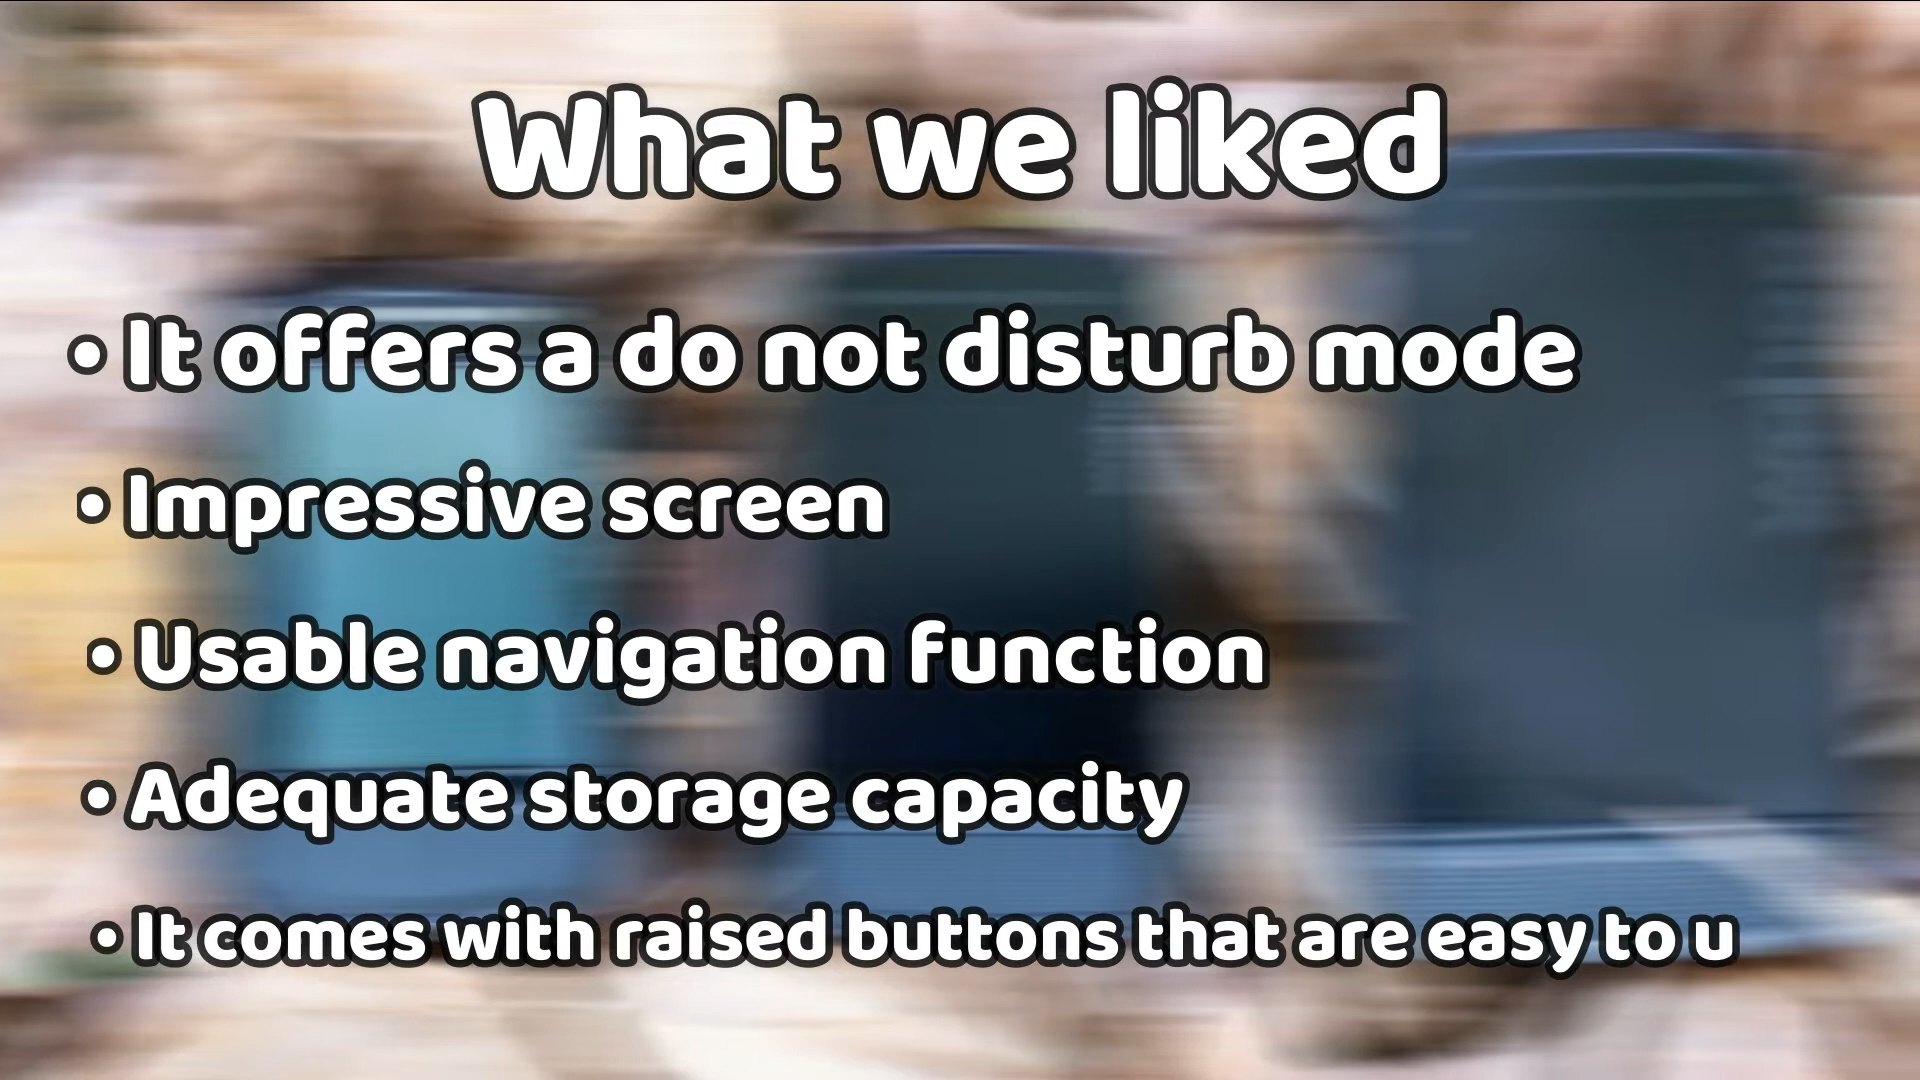 What we liked
• It offers a do not disturb mode
• Impressive screen
• Usable navigation function
• Adequate storage capacity
• It comes with raised buttons that are easy to u